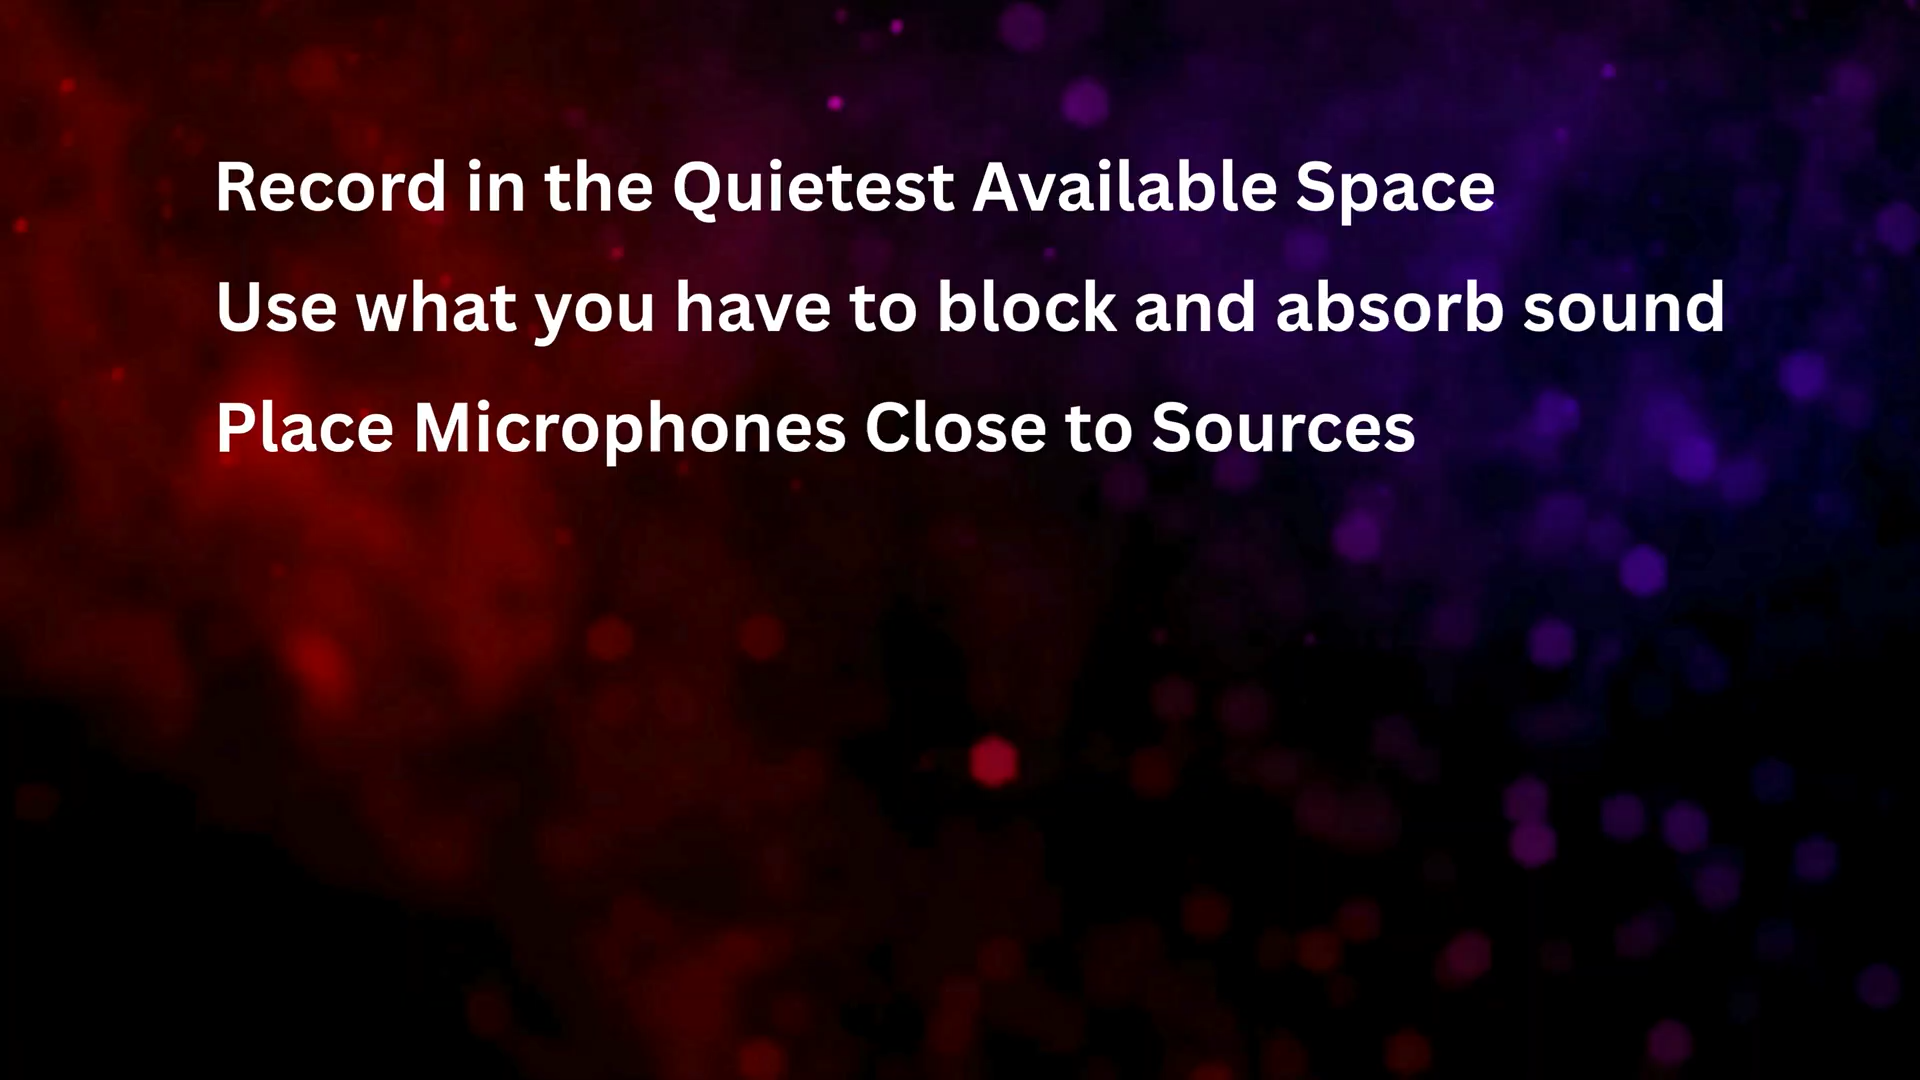 Record in the Quietest Available Space
Use what you have to block and absorb sound
Place Microphones Close to Sources